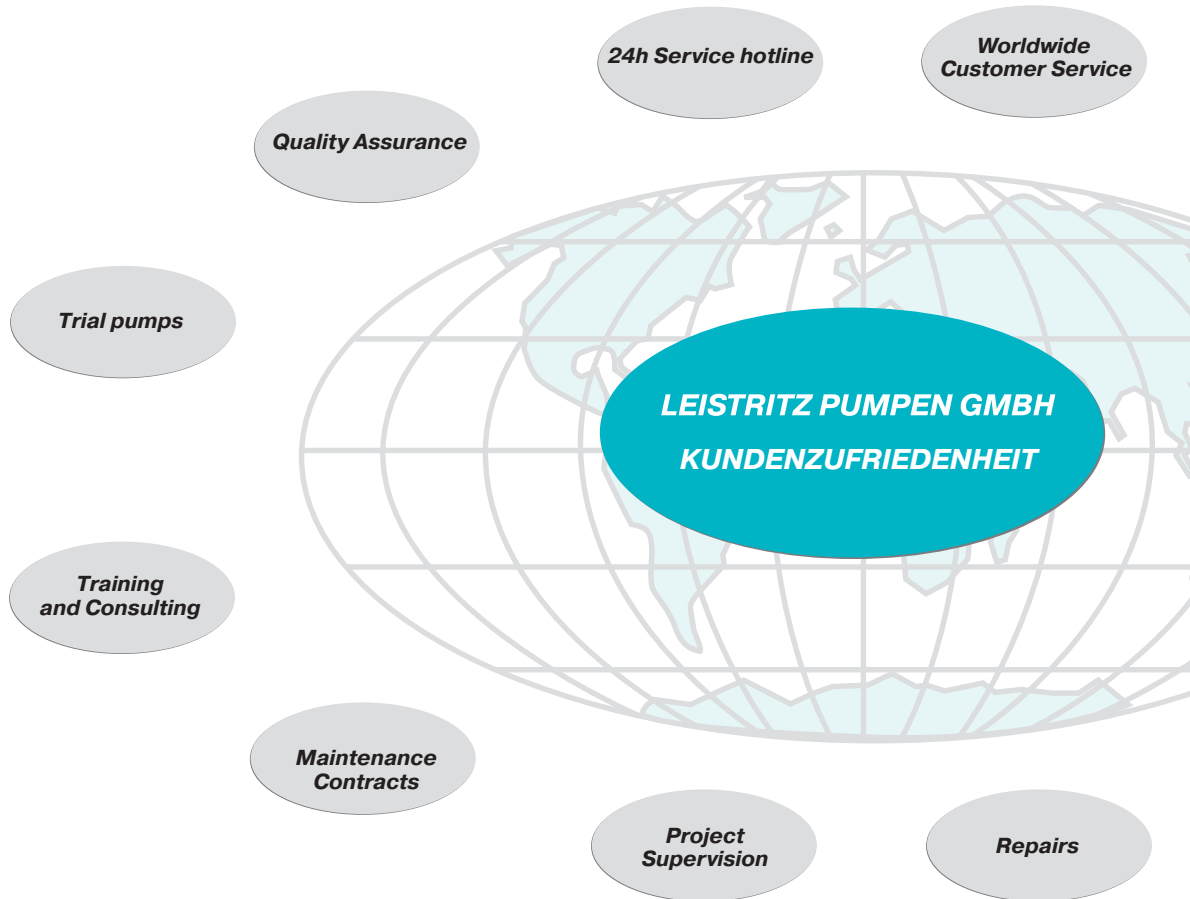 24h Service hotline
Worldwide
Customer Service
Quality Assurance
Trial pumps
LEISTRITZ PUMPEN GMBH
KUNDENZUFRIEDENHEIT
Training
and Consulting
Maintenance
Contracts
Project
Supervision
Repairs